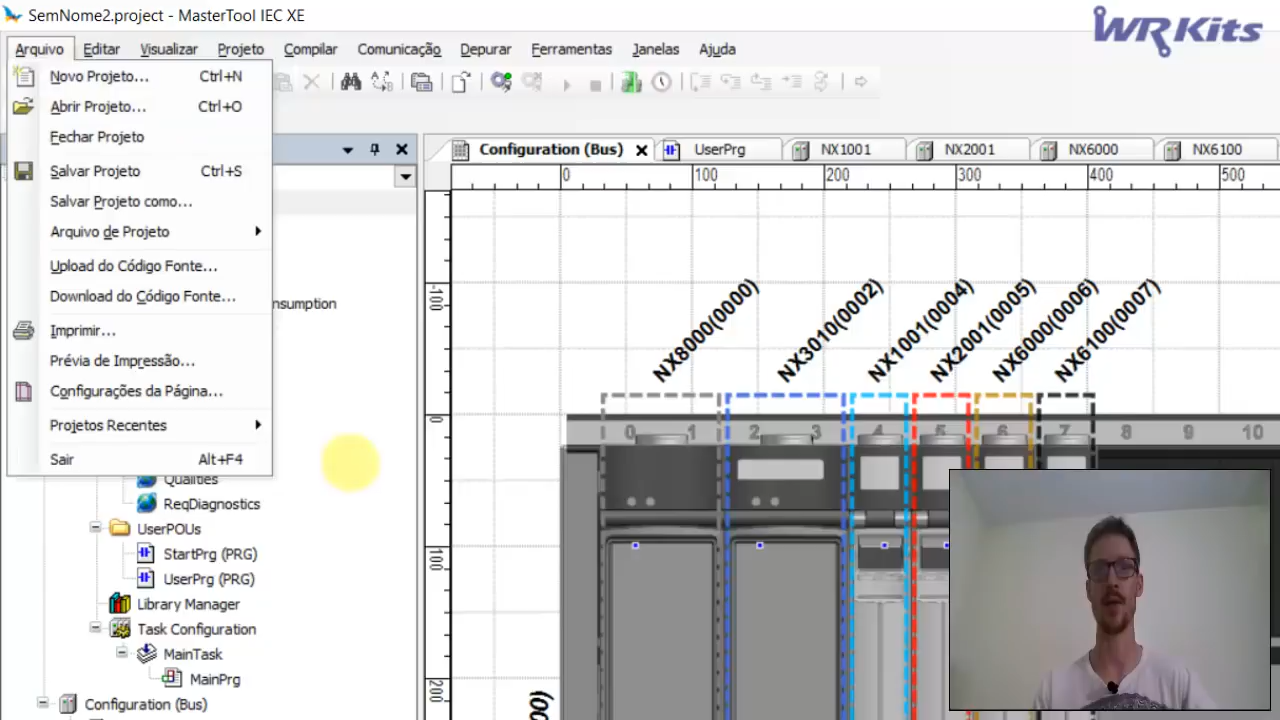 SemNome2.project - MasterTool IEC XE
WRKits
Arquivo Editar Visualizar Projeto Compilar Comunicação Depurar Ferramentas Janelas Ajuda
Novo Projeto... Ctrl+N
Abrir Projeto... Ctrl+O
Fechar Projeto
Salvar Projeto Ctrl+S
Salvar Projeto como...
Arquivo de Projeto
Upload do Código Fonte...
Download do Código Fonte...
Imprimir...
Prévia de Impressão...
Configurações da Página...
Projetos Recentes
Sair Alt+F4
nsumption
Qualities
ReqDiagnostics
UserPOUs
StartPrg (PRG)
UserPrg (PRG)
Library Manager
Task Configuration
MainTask
MainPrg
Configuration (Bus)
Configuration (Bus) UserPrg NX1001 NX2001 NX6000 NX6100
0 100 200 300 400 500
-100
0
100
200
NX8000(0000) NX3010(0002) NX1001(0004) NX2001(0005) NX6000(0006) NX6100(0007)
0 1 2 3 4 5 6 7 8 9 10
00)